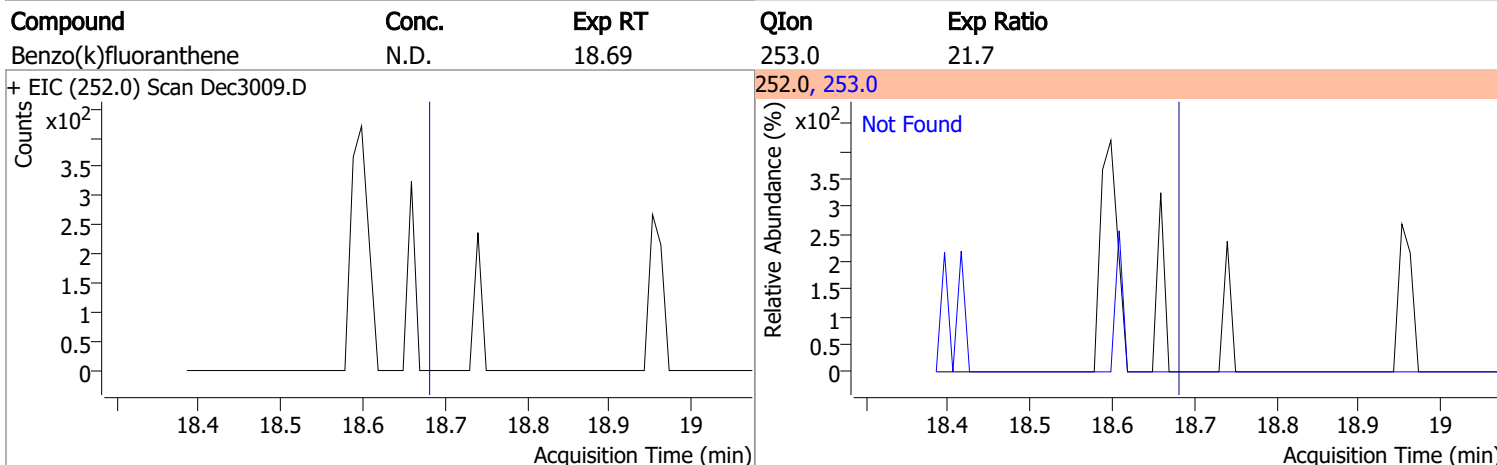 Compound Conc. Exp RT QIon Exp Ratio
Benzo(k)fluoranthene N.D. 18.69 253.0 21.7
+ EIC (252.0) Scan Dec3009.D
Counts
x10²
3.5
3
2.5
2
1.5
1
0.5
0
18.4 18.5 18.6 18.7 18.8 18.9 19
Acquisition Time (min)
252.0, 253.0
Relative Abundance (%)
x10²
Not Found
3.5
3
2.5
2
1.5
1
0.5
0
18.4 18.5 18.6 18.7 18.8 18.9 19
Acquisition Time (min)